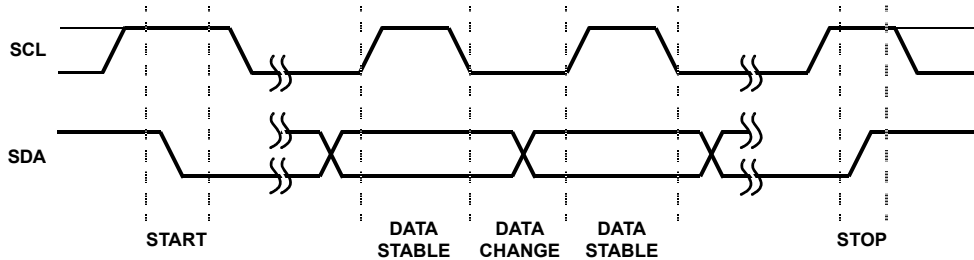 SCL
SDA
START
DATA
STABLE
DATA
CHANGE
DATA
STABLE
STOP